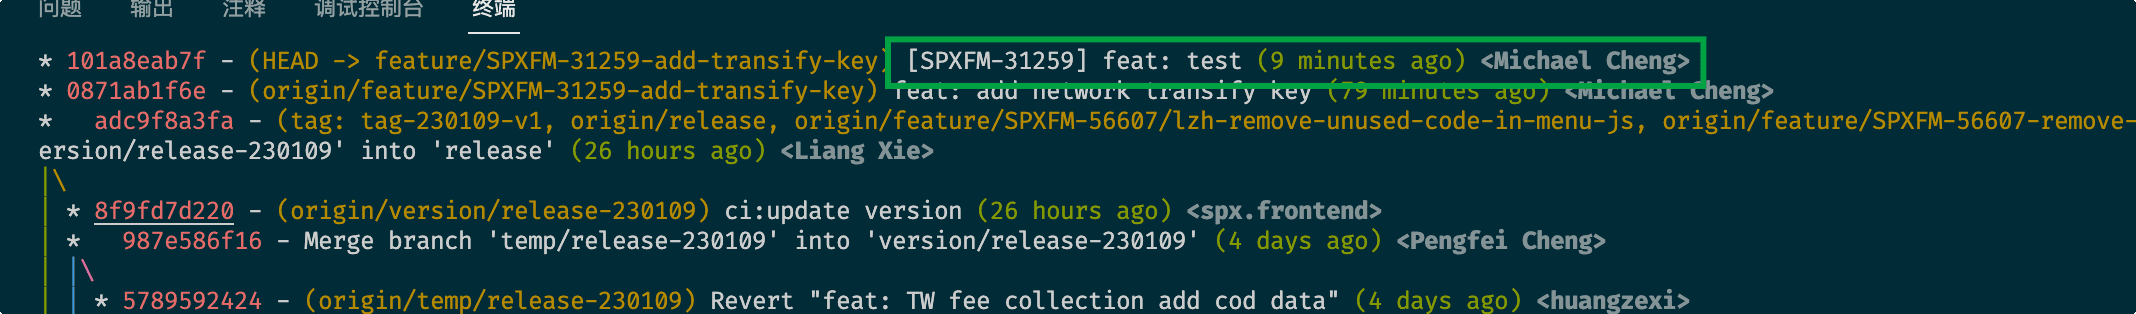 问题 输出 注释 调试控制台 终端
* 101a8eab7f - (HEAD -> feature/SPXFM-31259-add-transify-key) [SPXFM-31259] feat: test (9 minutes ago) <Michael Cheng>
* 0871ab1f6e - (origin/feature/SPXFM-31259-add-transify-key) feat: add network transify key (79 minutes ago) <Michael Cheng>
*   adc9f8a3fa - (tag: tag-230109-v1, origin/release, origin/feature/SPXFM-56607/lzh-remove-unused-code-in-menu-js, origin/feature/SPXFM-56607-remove-
ersion/release-230109' into 'release' (26 hours ago) <Liang Xie>
|\
| * 8f9fd7d220 - (origin/version/release-230109) ci:update version (26 hours ago) <spx.frontend>
| *   987e586f16 - Merge branch 'temp/release-230109' into 'version/release-230109' (4 days ago) <Pengfei Cheng>
| |\
| | * 5789592424 - (origin/temp/release-230109) Revert "feat: TW fee collection add cod data" (4 days ago) <huangzexi>